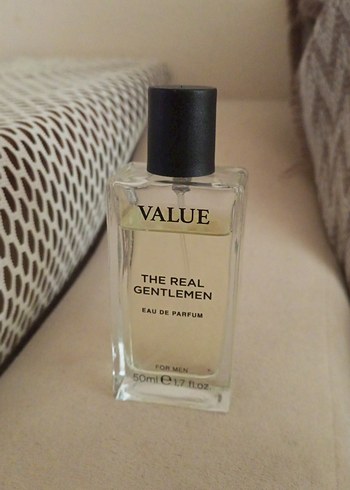 VALUE
THE REAL
GENTLEMEN
EAU DE PARFUM
FOR MEN
50ml ℮ 1.7 fl.oz